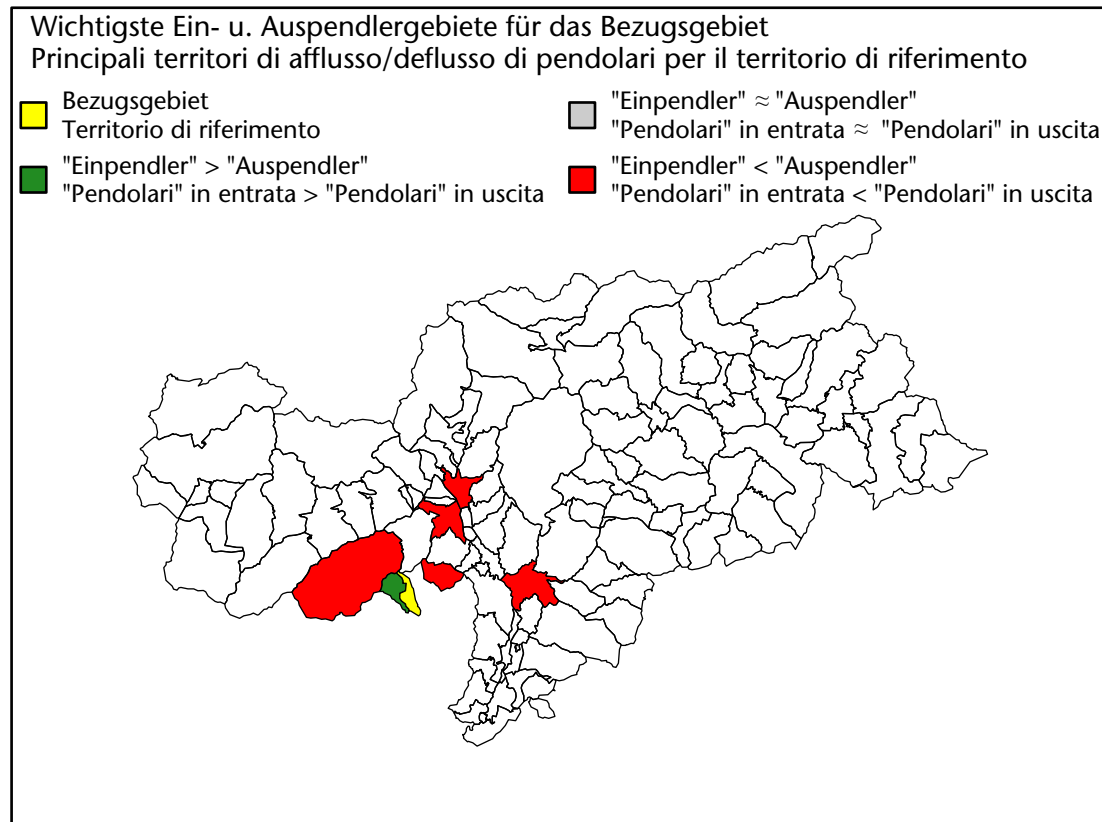 Wichtigste Ein- u. Auspendlergebiete für das Bezugsgebiet
Principali territori di afflusso/deflusso di pendolari per il territorio di riferimento
Bezugsgebiet
Territorio di riferimento
"Einpendler" > "Auspendler"
"Pendolari" in entrata > "Pendolari" in uscita
"Einpendler" ≈ "Auspendler"
"Pendolari" in entrata ≈ "Pendolari" in uscita
"Einpendler" < "Auspendler"
"Pendolari" in entrata < "Pendolari" in uscita